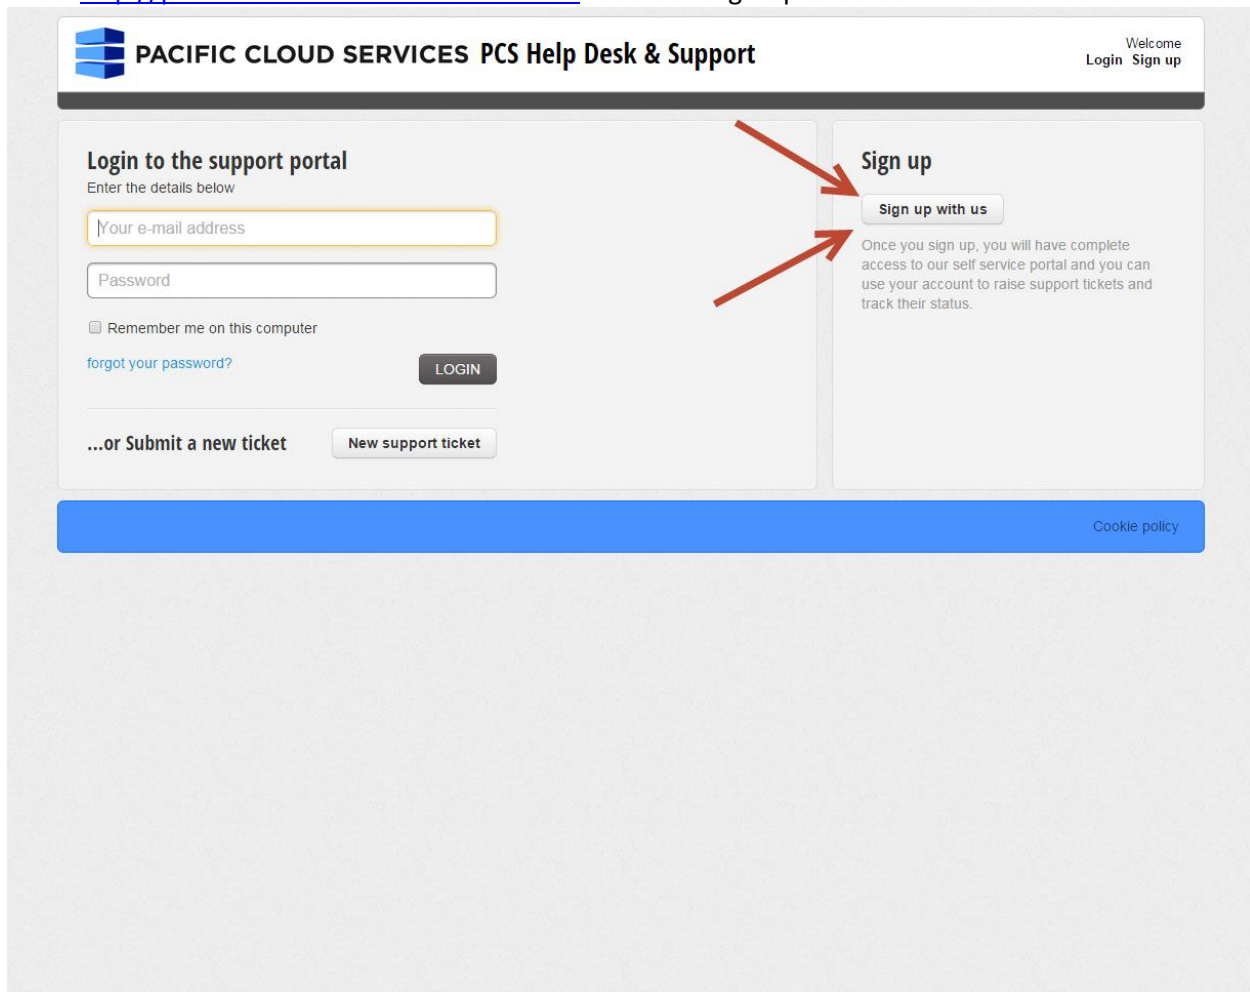 PACIFIC CLOUD SERVICES PCS Help Desk & Support
Welcome
Login Sign up
Login to the support portal
Enter the details below
Your e-mail address
Password
Remember me on this computer
forgot your password?
LOGIN
...or Submit a new ticket
New support ticket
Sign up
Sign up with us
Once you sign up, you will have complete
access to our self service portal and you can
use your account to raise support tickets and
track their status.
Cookie policy